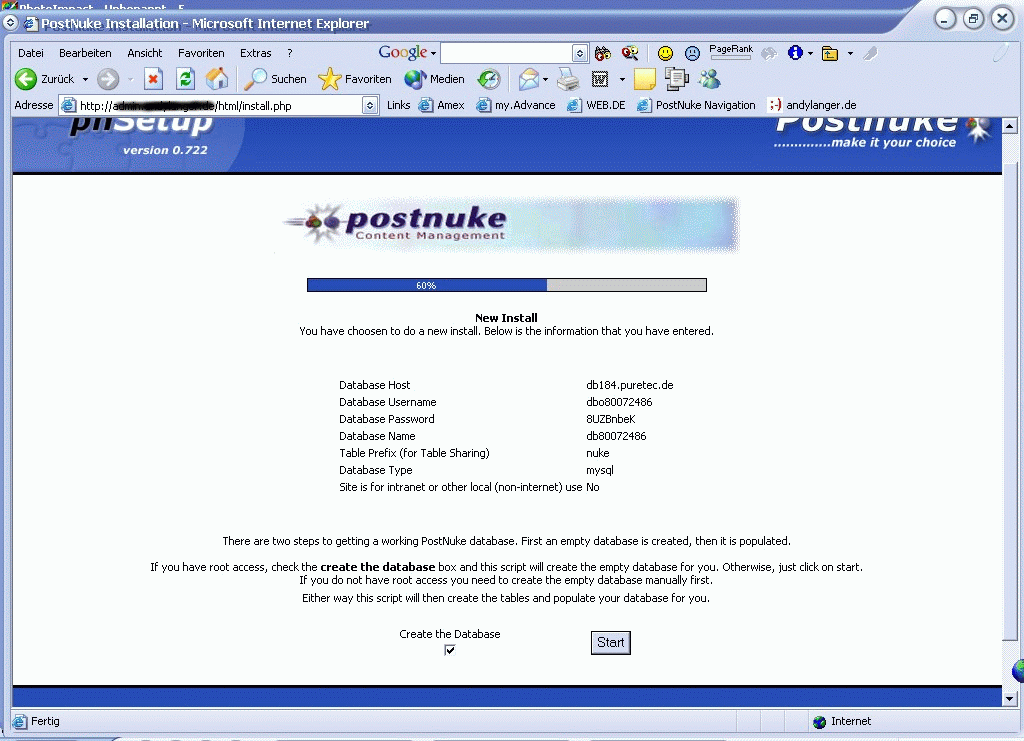 PostNuke Installation - Microsoft Internet Explorer
Datei Bearbeiten Ansicht Favoriten Extras ?
Google
PageRank
Zurück Suchen Favoriten Medien
Adresse http://admin. .de/html/install.php Links Amex my.Advance WEB.DE PostNuke Navigation ;-) andylanger.de
pnSetup
version 0.722
Postnuke
..............make it your choice
postnuke
Content Management
60%
New Install
You have choosen to do a new install. Below is the information that you have entered.
Database Host db184.puretec.de
Database Username dbo80072486
Database Password 8UZBnbeK
Database Name db80072486
Table Prefix (for Table Sharing) nuke
Database Type mysql
Site is for intranet or other local (non-internet) use No
There are two steps to getting a working PostNuke database. First an empty database is created, then it is populated.
If you have root access, check the create the database box and this script will create the empty database for you. Otherwise, just click on start.
If you do not have root access you need to create the empty database manually first.
Either way this script will then create the tables and populate your database for you.
Create the Database
Start
Fertig Internet